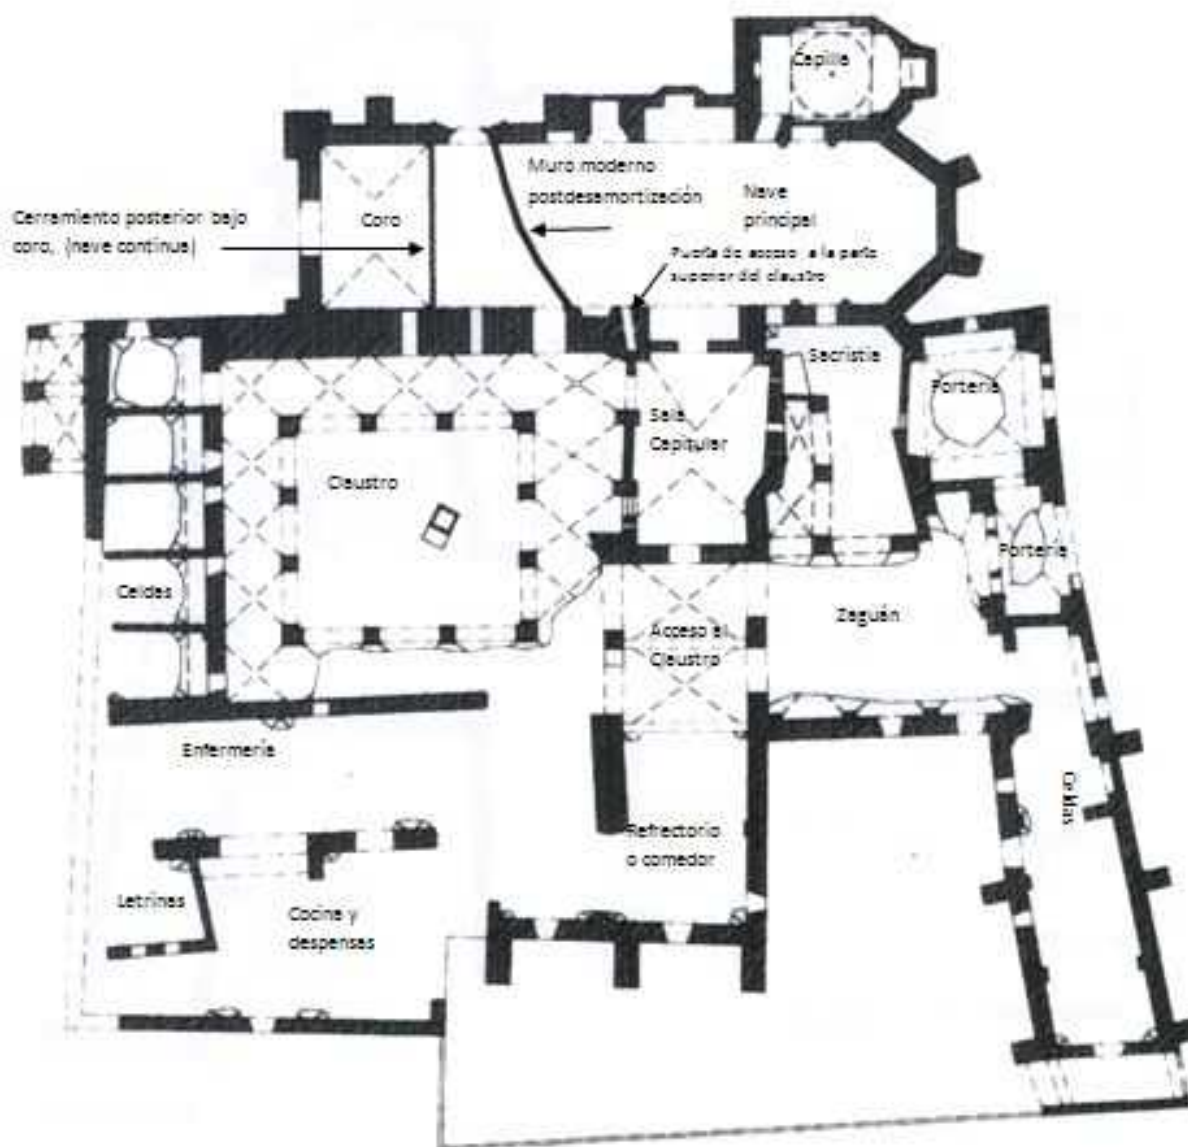 Capilla
Muro moderno
postdesamortización
Nave
principal
Cerramiento posterior bajo
coro, (nave continua)
Coro
Puerta de acceso a la parte
superior del claustro
Sacristía
Portería
Sala
Capitular
Claustro
Portería
Celdas
Zaguán
Acceso al
Claustro
Enfermería
Celdas
Refrectorio
o comedor
Letrinas
Cocina y
despensas